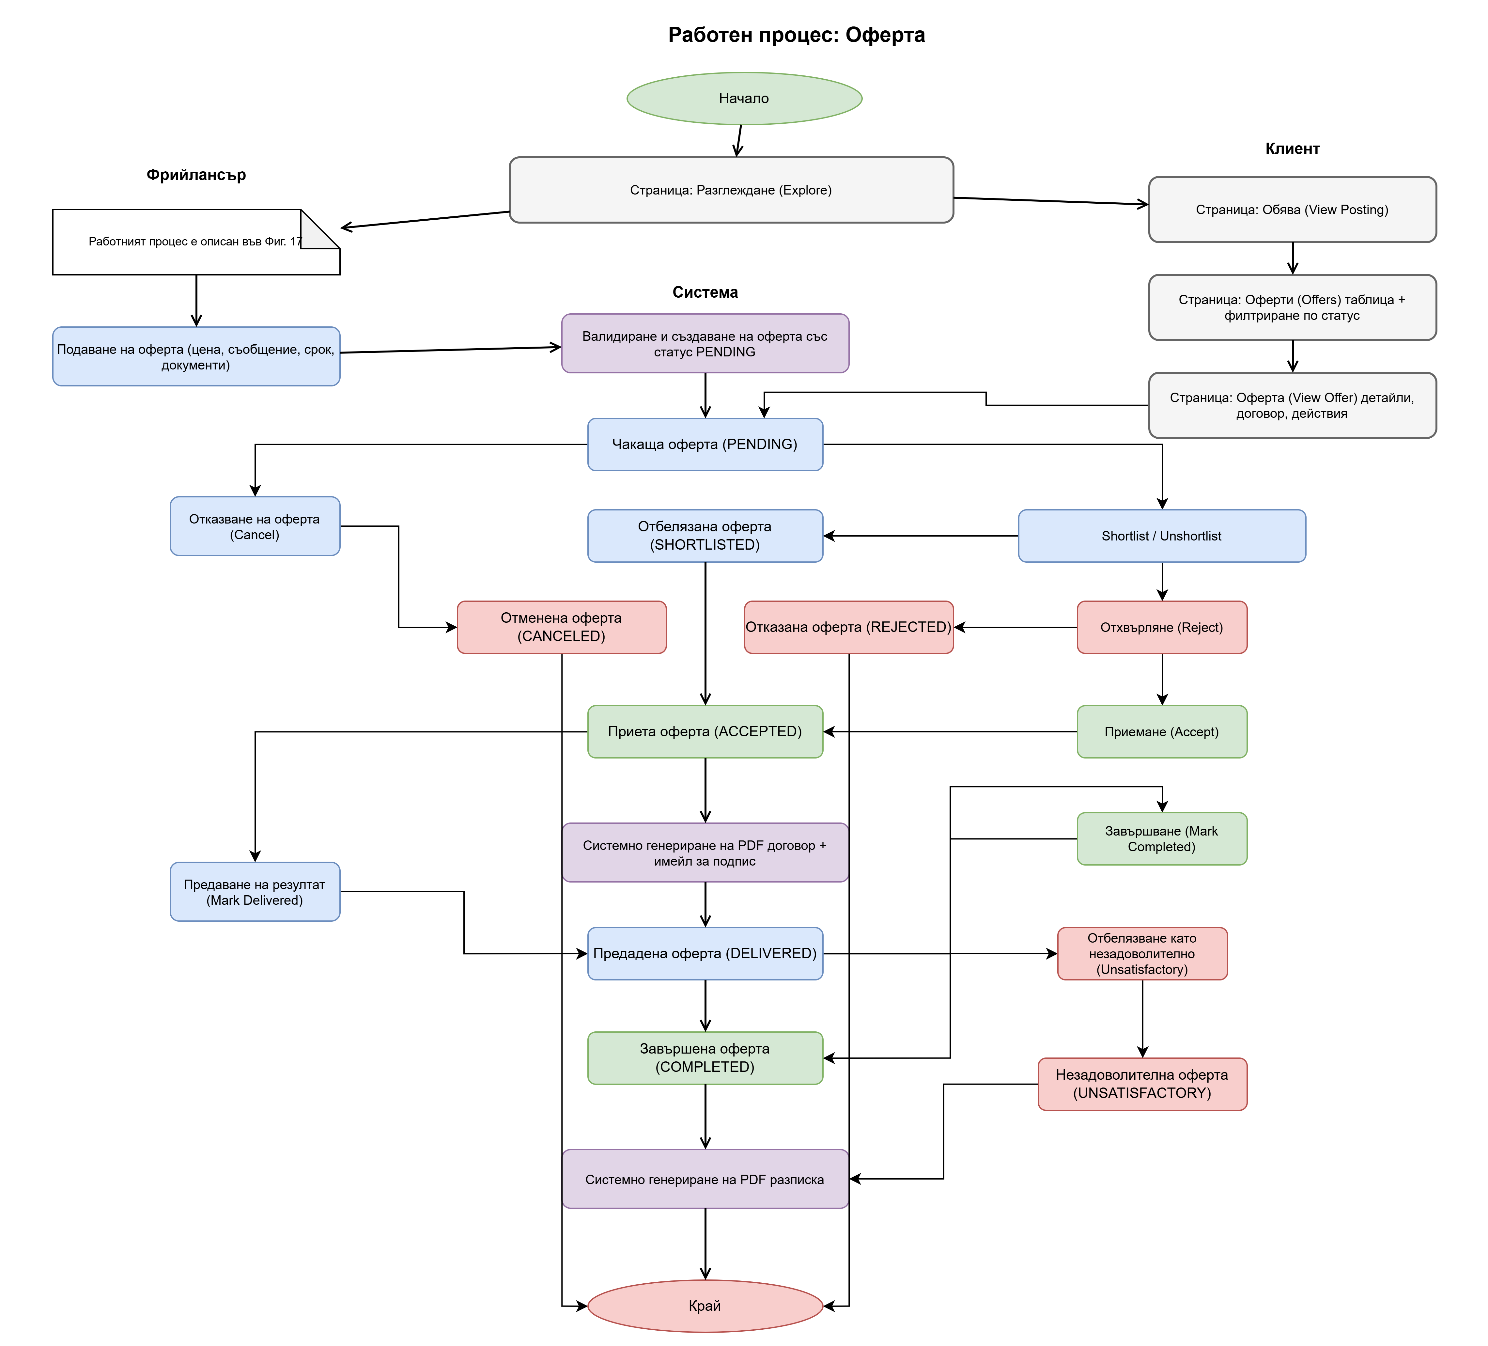 Работен процес: Оферта
Начало
Клиент
Фрийлансър
Страница: Разглеждане (Explore)
Страница: Обява (View Posting)
Работният процес е описан във Фиг. 17
Система
Страница: Оферти (Offers) таблица +
филтриране по статус
Валидиране и създаване на оферта със
статус PENDING
Подаване на оферта (цена, съобщение, срок,
документи)
Страница: Оферта (View Offer) детайли,
договор, действия
Чакаща оферта (PENDING)
Отказване на оферта
(Cancel)
Отбелязана оферта
(SHORTLISTED)
Shortlist / Unshortlist
Отменена оферта
(CANCELED)
Отказана оферта (REJECTED)
Отхвърляне (Reject)
Приета оферта (ACCEPTED)
Приемане (Accept)
Завършване (Mark
Completed)
Системно генериране на PDF договор +
имейл за подпис
Предаване на резултат
(Mark Delivered)
Предадена оферта (DELIVERED)
Отбелязване като
незадоволително
(Unsatisfactory)
Завършена оферта
(COMPLETED)
Незадоволителна оферта
(UNSATISFACTORY)
Системно генериране на PDF разписка
Край